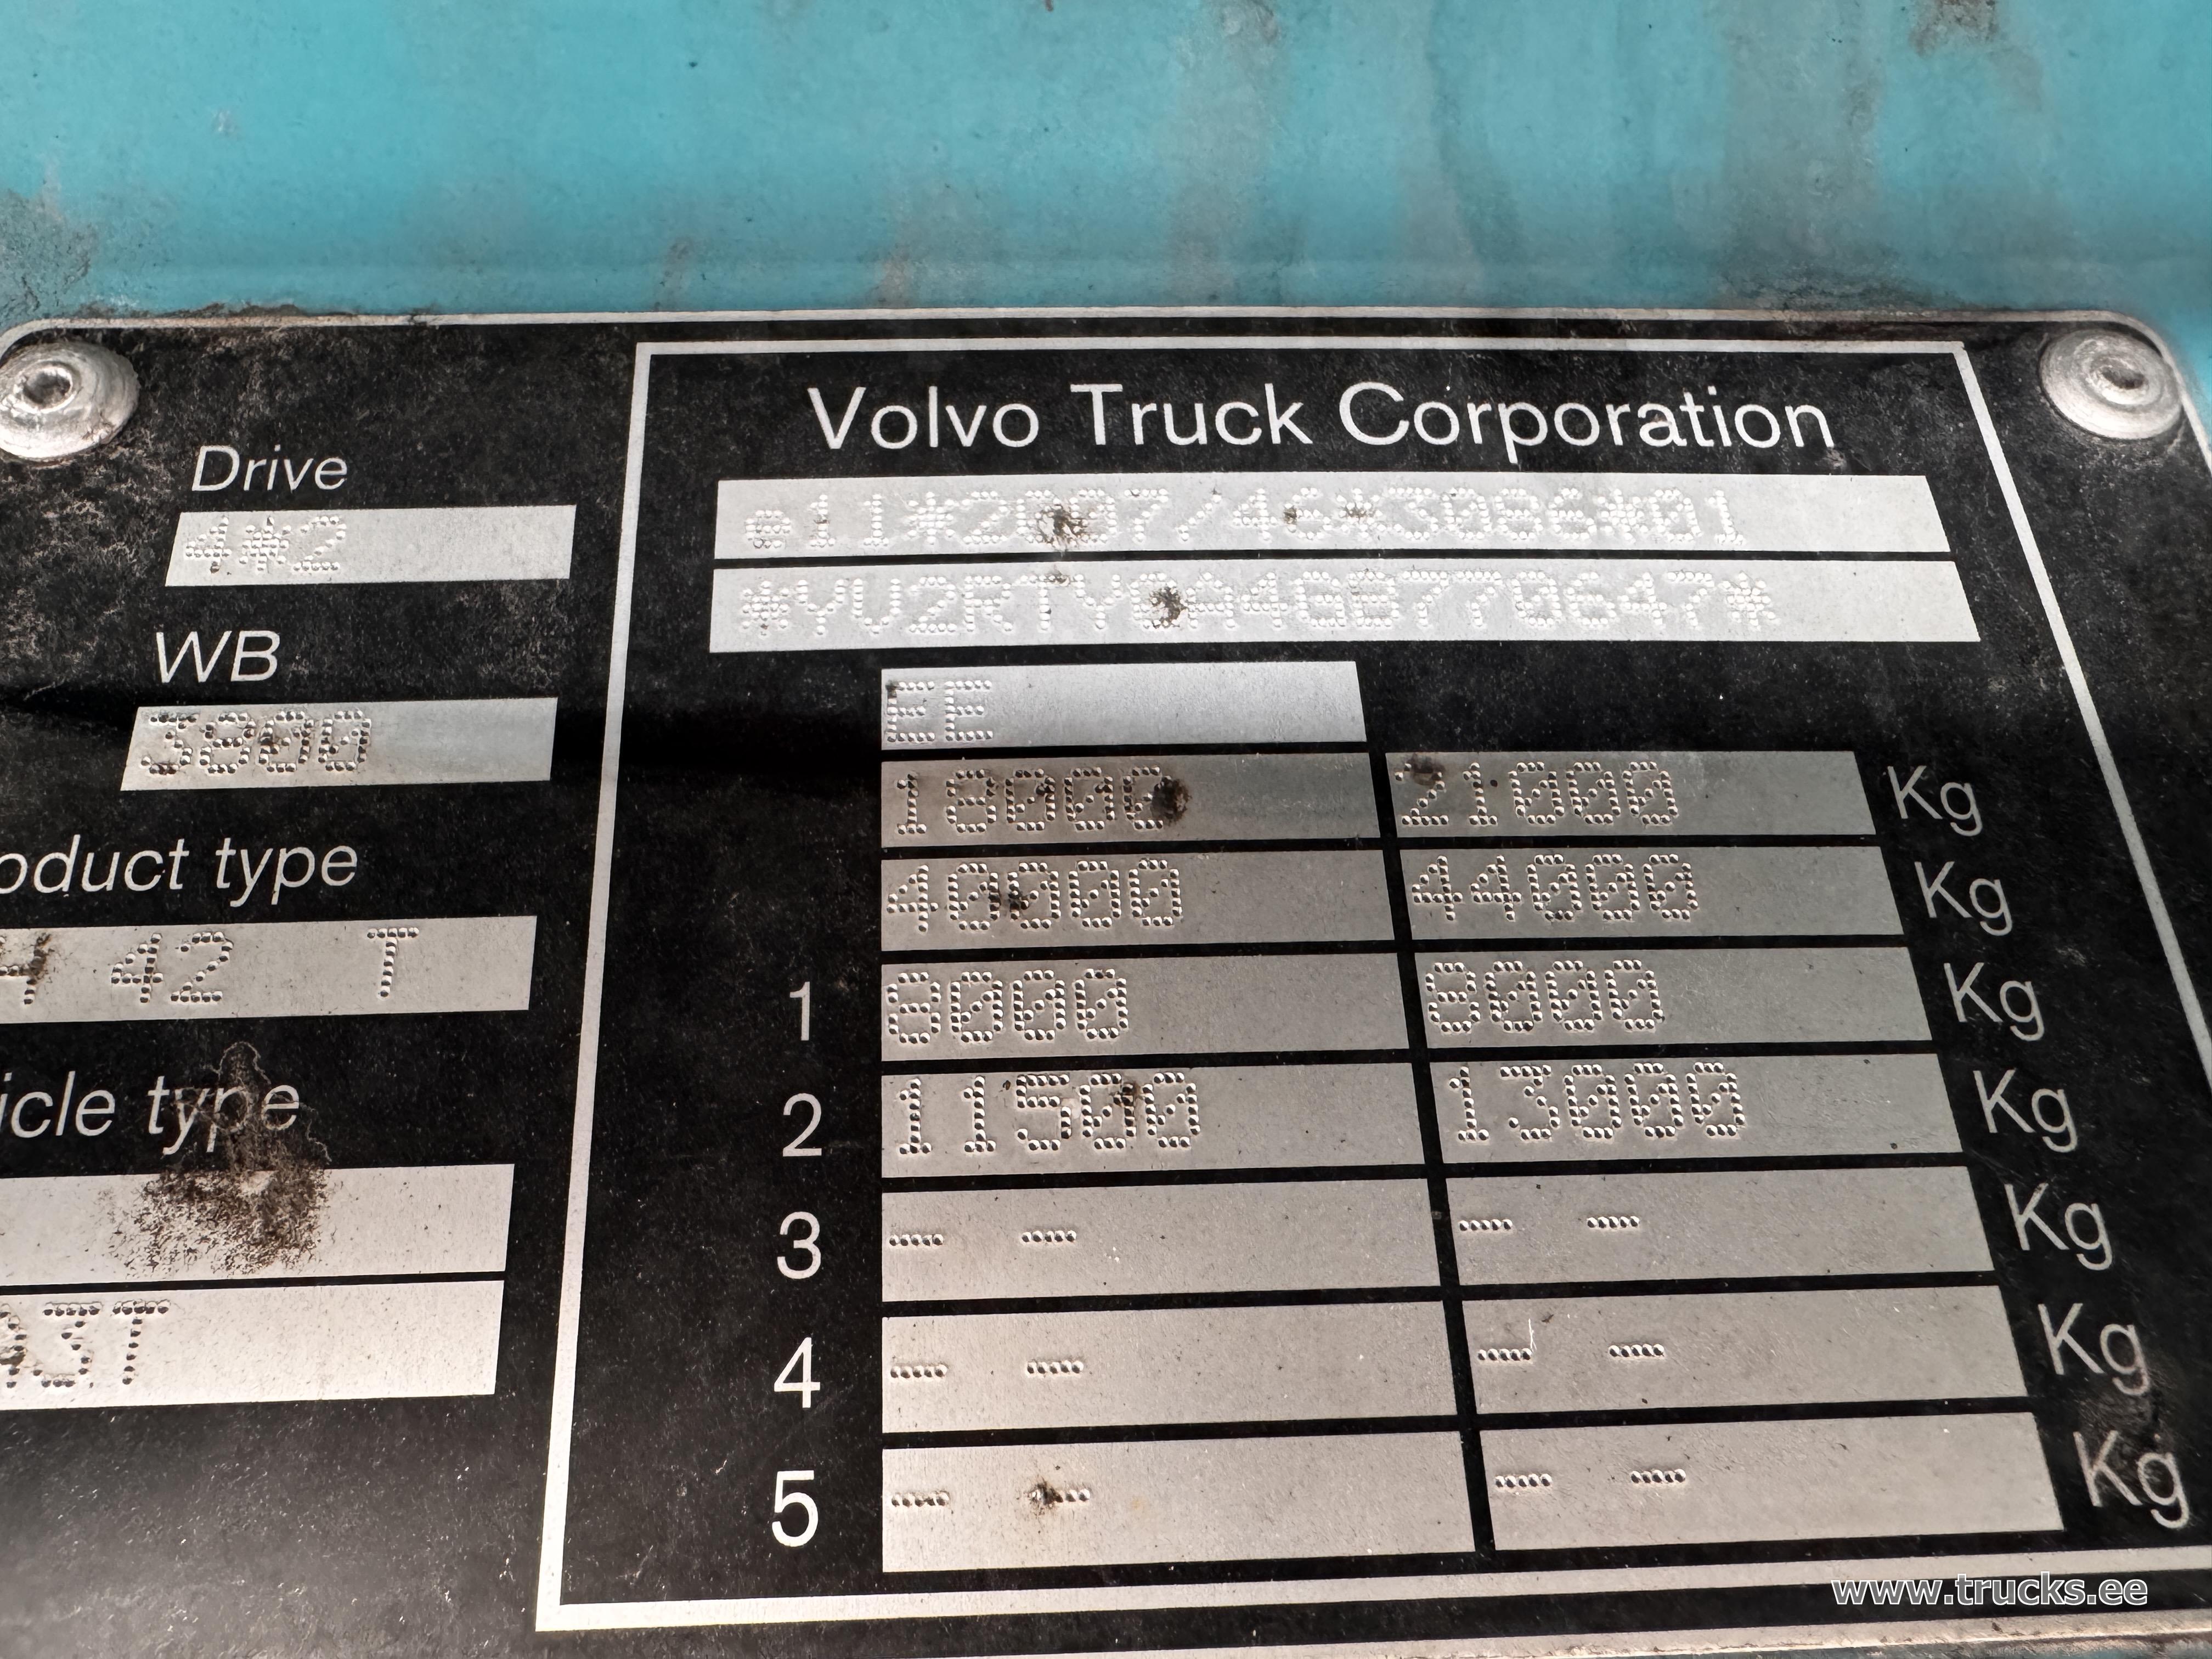 Volvo Truck Corporation
Drive
4*2
WB
3800
oduct type
H 42 T
icle type
A3T
e11*2007/46*3086*01
*YV2RTY0A4GB770647*
EE
18000 21000 Kg
40000 44000 Kg
1 8000 8000 Kg
2 11500 13000 Kg
3 - - - - Kg
4 - - - - Kg
5 - - - - Kg
www.trucks.ee